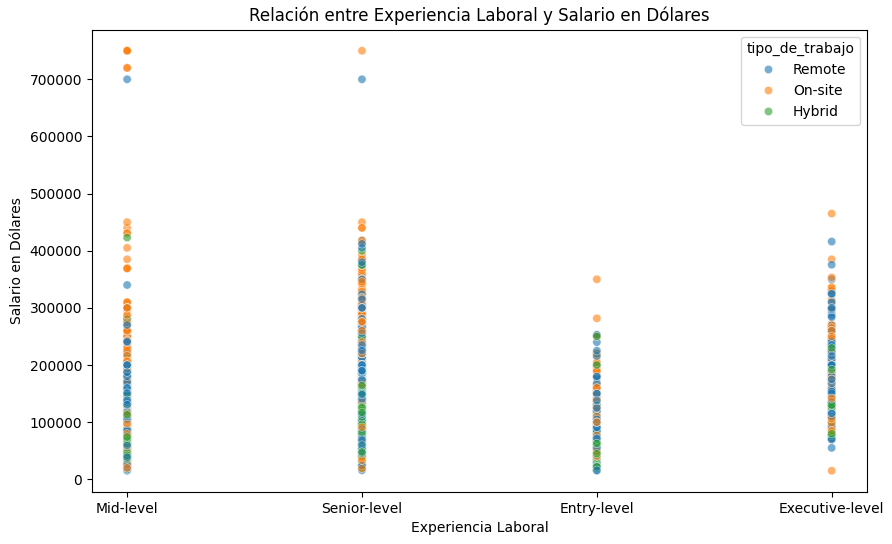 Relación entre Experiencia Laboral y Salario en Dólares
tipo_de_trabajo
Remote
On-site
Hybrid
Salario en Dólares
700000
600000
500000
400000
300000
200000
100000
0
Mid-level Senior-level Entry-level Executive-level
Experiencia Laboral